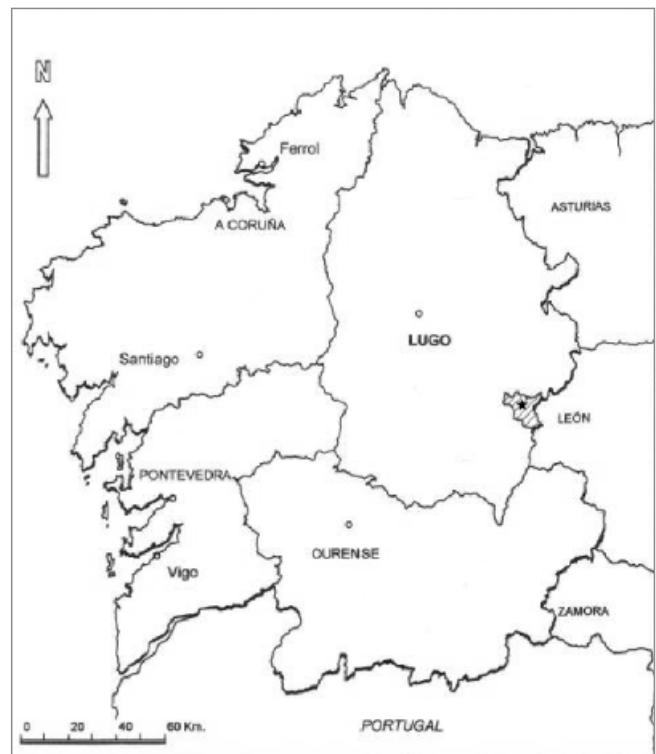 N
Ferrol
ASTURIAS
A CORUÑA
LUGO
Santiago
LEÓN
PONTEVEDRA
OURENSE
Vigo
ZAMORA
0 20 40 60 Km.
PORTUGAL